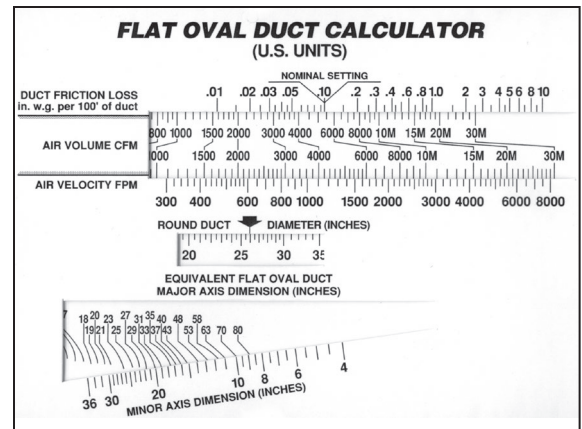 FLAT OVAL DUCT CALCULATOR
(U.S. UNITS)
NOMINAL SETTING
DUCT FRICTION LOSS
in. w.g. per 100' of duct
.01 .02 .03 .05 .10 .2 .3 .4 .6 .8 1.0 2 3 4 5 6 8 10
AIR VOLUME CFM
800 1000 1500 2000 3000 4000 6000 8000 10M 15M 20M 30M
000 1500 2000 3000 4000 6000 8000 10M 15M 20M 30M
AIR VELOCITY FPM
300 400 600 800 1000 1500 2000 3000 4000 6000 8000
ROUND DUCT DIAMETER (INCHES)
20 25 30 35
EQUIVALENT FLAT OVAL DUCT
MAJOR AXIS DIMENSION (INCHES)
7 18 20 23 27 31 35 40 48 58
19 21 25 29 33 37 43 53 63 70 80
36 30 20 10 8 6 4
MINOR AXIS DIMENSION (INCHES)